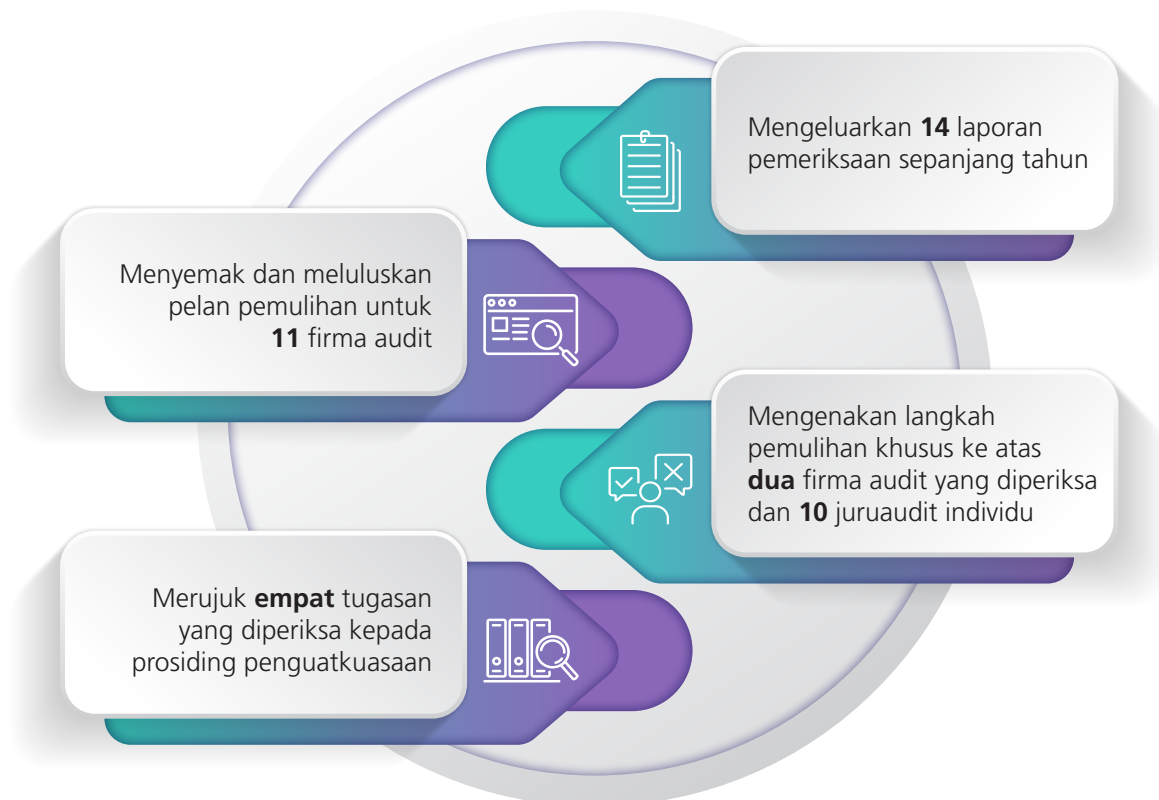 Mengeluarkan 14 laporan
pemeriksaan sepanjang tahun
Menyemak dan meluluskan
pelan pemulihan untuk
11 firma audit
Mengenakan langkah
pemulihan khusus ke atas
dua firma audit yang diperiksa
dan 10 juruaudit individu
Merujuk empat tugasan
yang diperiksa kepada
prosiding penguatkuasaan